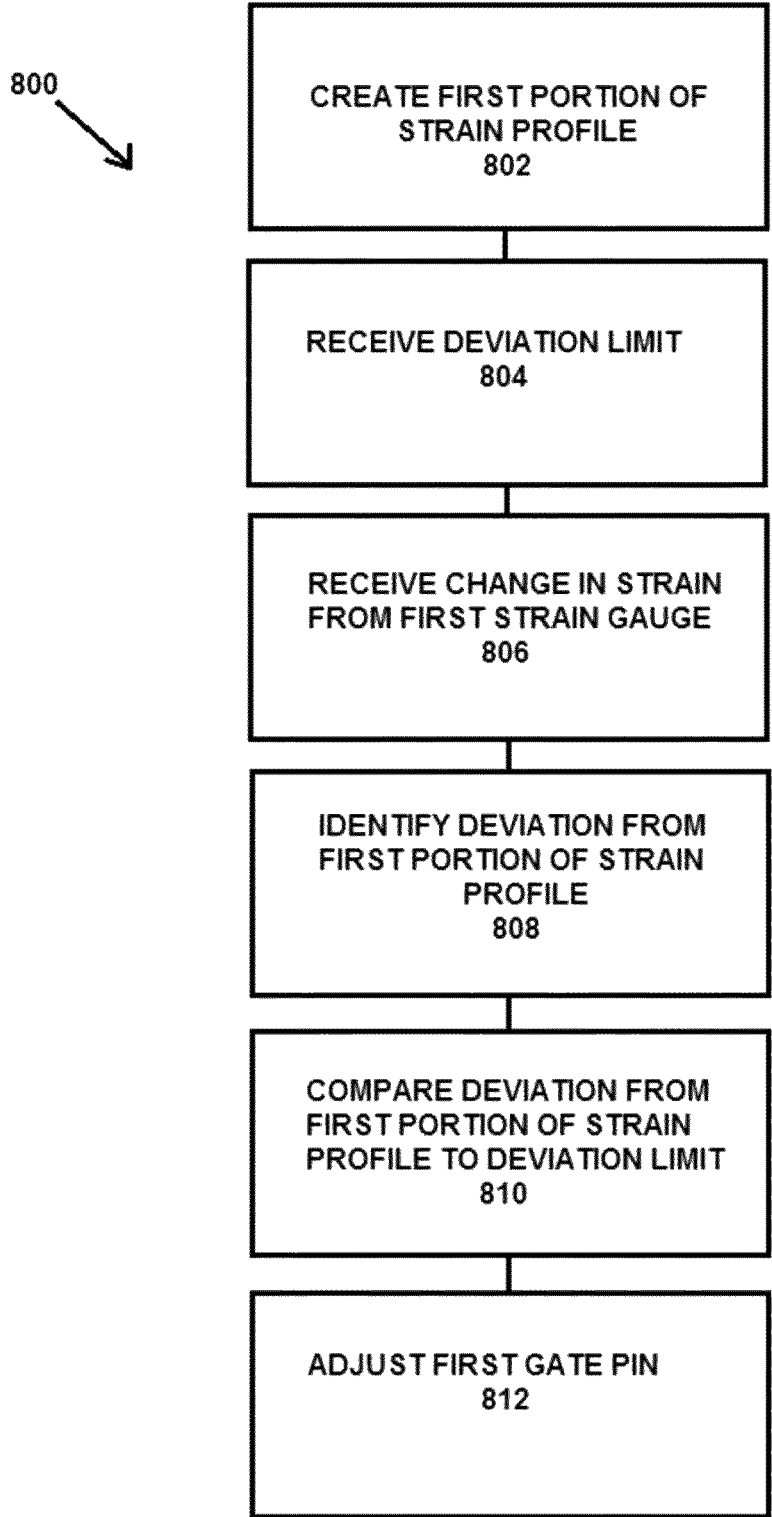 800
CREATE FIRST PORTION OF
STRAIN PROFILE
802
RECEIVE DEVIATION LIMIT
804
RECEIVE CHANGE IN STRAIN
FROM FIRST STRAIN GAUGE
806
IDENTIFY DEVIATION FROM
FIRST PORTION OF STRAIN
PROFILE
808
COMPARE DEVIATION FROM
FIRST PORTION OF STRAIN
PROFILE TO DEVIATION LIMIT
810
ADJUST FIRST GATE PIN
812